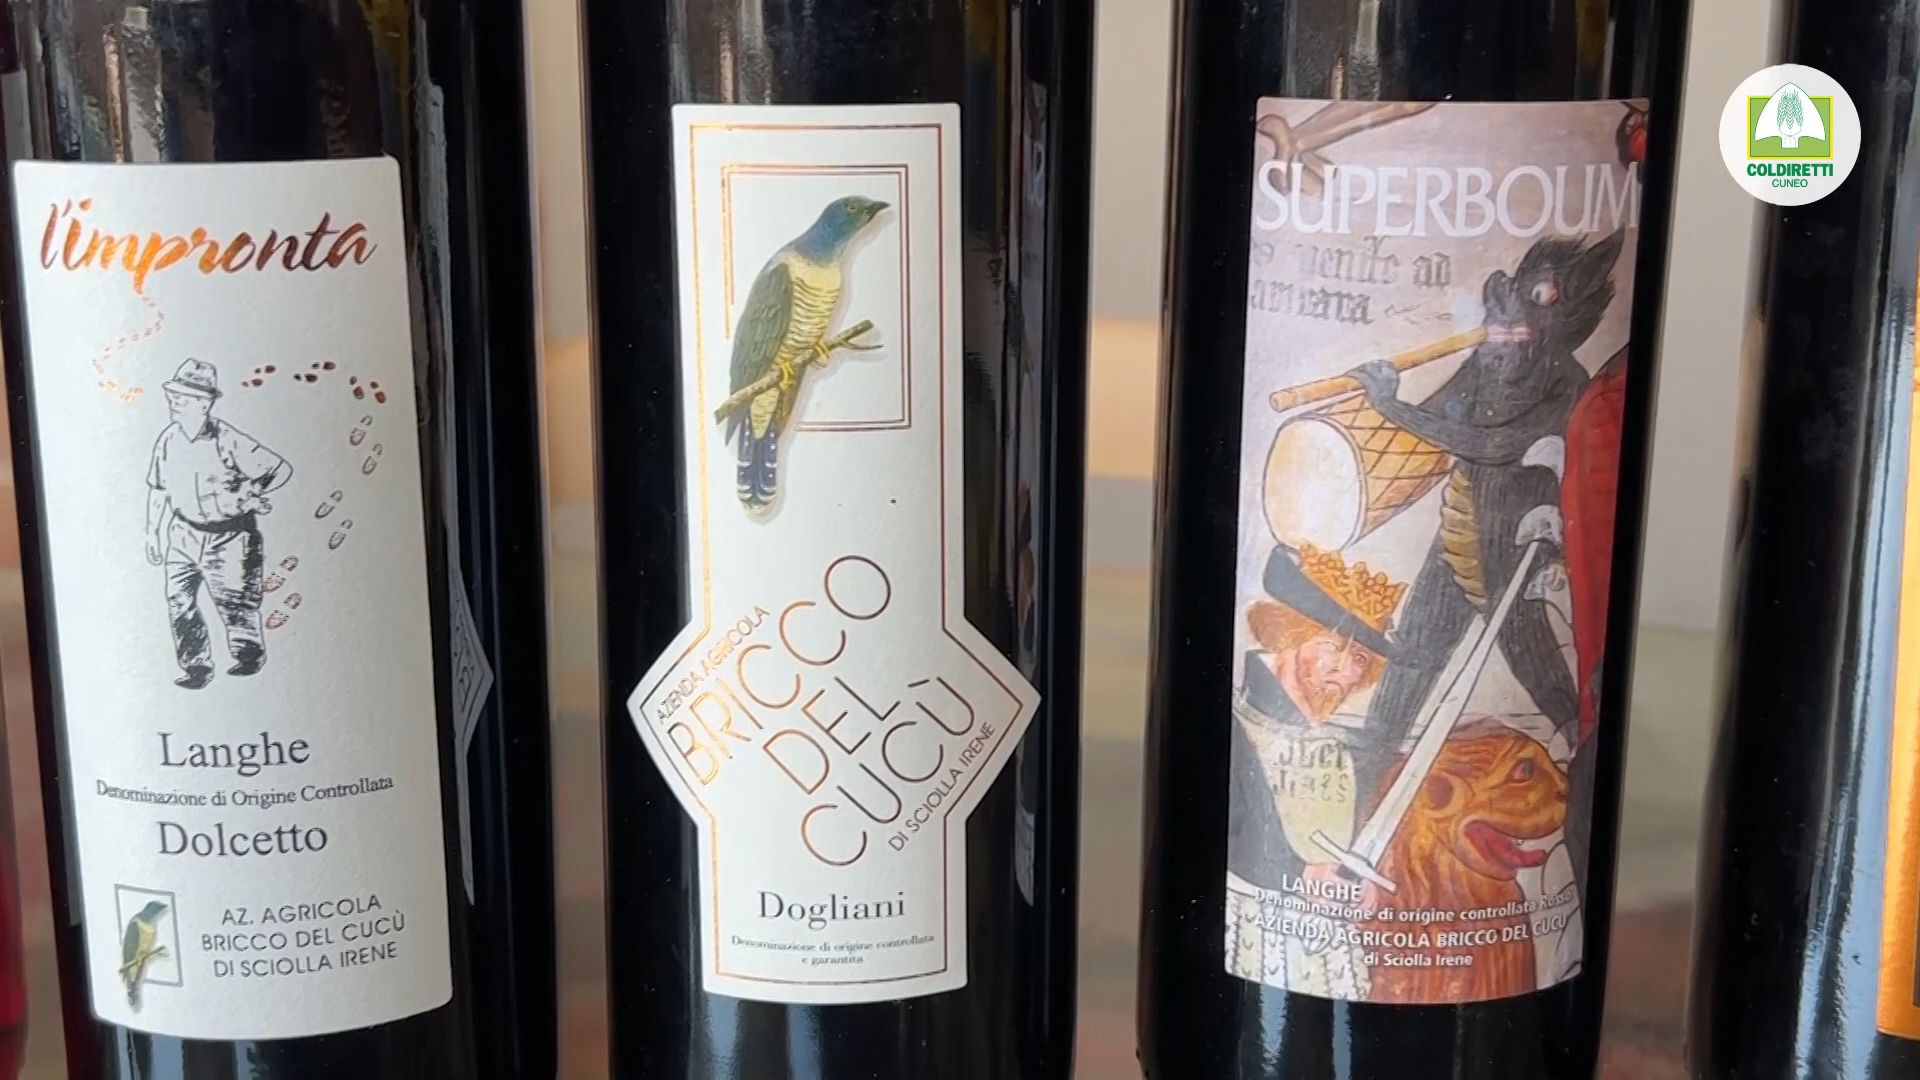 l'impronta
Langhe
Denominazione di Origine Controllata
Dolcetto
AZ. AGRICOLA
BRICCO DEL CUCÙ
DI SCIOLLA IRENE
AZIENDA AGRICOLA
BRICCO
DEL
CUCÙ
DI SCIOLLA IRENE
Dogliani
Denominazione di origine controllata
e garantita
SUPERBOUM
venite ad
LANGHE
Denominazione di origine controllata Rosso
AZIENDA AGRICOLA BRICCO DEL CUCÙ
di Sciolla Irene
COLDIRETTI
CUNEO